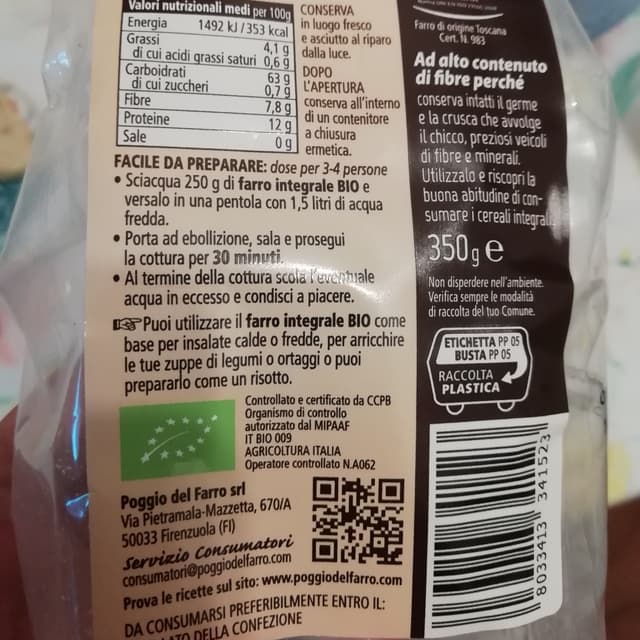 Valori nutrizionali medi per 100g
Energia 1492 kJ / 353 kcal
Grassi 4,1 g
di cui acidi grassi saturi 0,6 g
Carboidrati 63 g
di cui zuccheri 0,7 g
Fibre 7,8 g
Proteine 12 g
Sale 0 g
CONSERVA
in luogo fresco
e asciutto al riparo
dalla luce.
DOPO
L'APERTURA
conserva all'interno
di un contenitore
a chiusura
ermetica.
FACILE DA PREPARARE: dose per 3-4 persone
• Sciacqua 250 g di farro integrale BIO e
versalo in una pentola con 1,5 litri di acqua
fredda.
• Porta ad ebollizione, sala e prosegui
la cottura per 30 minuti.
• Al termine della cottura scola l'eventuale
acqua in eccesso e condisci a piacere.
Puoi utilizzare il farro integrale BIO come
base per insalate calde o fredde, per arricchire
le tue zuppe di legumi o ortaggi o puoi
prepararlo come un risotto.
Controllato e certificato da CCPB
Organismo di controllo
autorizzato dal MIPAAF
IT BIO 009
AGRICOLTURA ITALIA
Operatore controllato N.A062
Poggio del Farro srl
Via Pietramala-Mazzetta, 670/A
50033 Firenzuola (FI)
Servizio Consumatori
consumatori@poggiodelfarro.com
Prova le ricette sul sito: www.poggiodelfarro.com
DA CONSUMARSI PREFERIBILMENTE ENTRO IL:
DELLA CONFEZIONE
Farro di origine Toscana
Cert. N. 983
Ad alto contenuto
di fibre perché
conserva intatti il germe
e la crusca che avvolge
il chicco, preziosi veicoli
di fibre e minerali.
Utilizzalo e riscopri la
buona abitudine di con-
sumare i cereali integrali.
350g e
Non disperdere nell'ambiente.
Verifica sempre le modalità
di raccolta del tuo Comune.
ETICHETTA PP 05
BUSTA PP 05
RACCOLTA
PLASTICA
8033413 341523